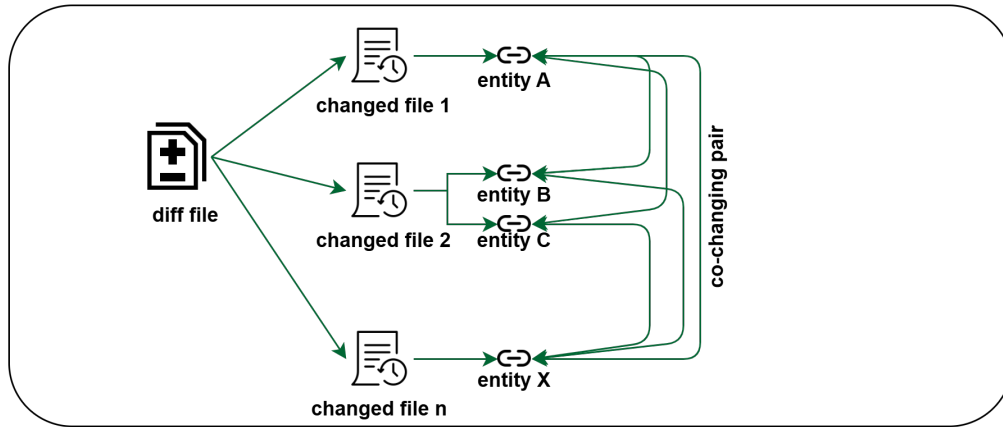 changed file 1
entity A
diff file
changed file 2
entity B
entity C
co-changing pair
changed file n
entity X